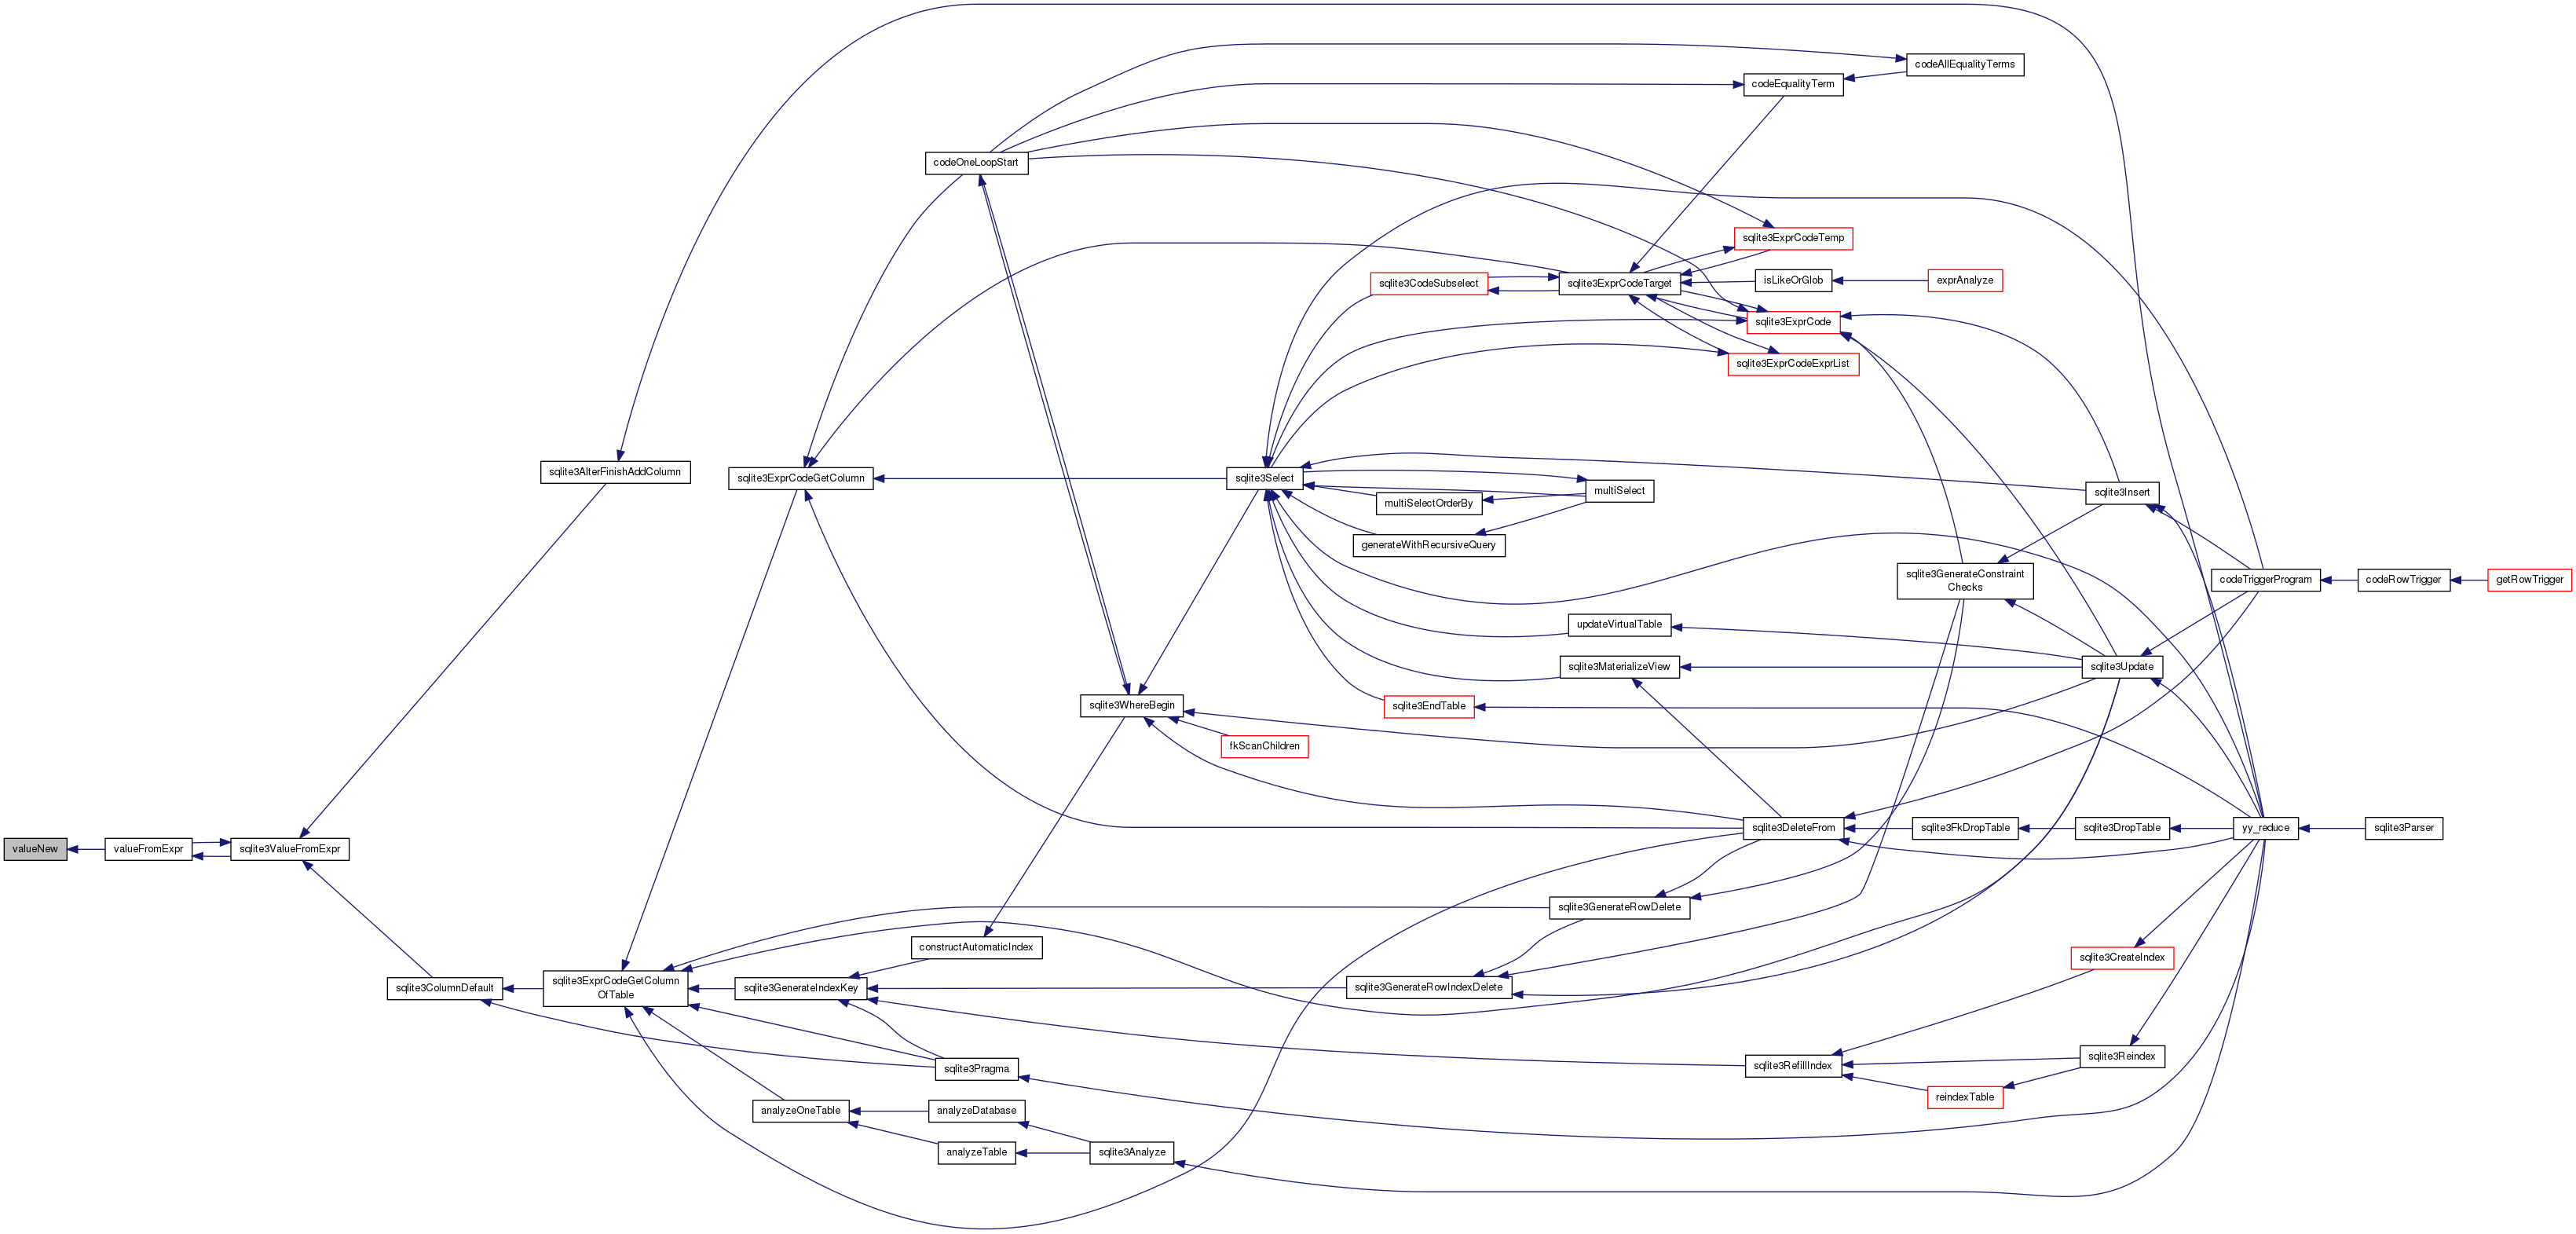 valueNew
valueFromExpr
sqlite3ValueFromExpr
sqlite3AlterFinishAddColumn
sqlite3ColumnDefault
sqlite3ExprCodeGetColumn
OfTable
sqlite3ExprCodeGetColumn
sqlite3GenerateIndexKey
analyzeOneTable
codeOneLoopStart
constructAutomaticIndex
sqlite3Pragma
analyzeDatabase
analyzeTable
sqlite3WhereBegin
sqlite3Analyze
sqlite3Select
fkScanChildren
sqlite3CodeSubselect
multiSelectOrderBy
generateWithRecursiveQuery
sqlite3EndTable
sqlite3GenerateRowIndexDelete
sqlite3ExprCodeTarget
multiSelect
updateVirtualTable
sqlite3MaterializeView
sqlite3GenerateRowDelete
codeEqualityTerm
sqlite3ExprCodeTemp
isLikeOrGlob
sqlite3ExprCode
sqlite3ExprCodeExprList
sqlite3DeleteFrom
sqlite3RefillIndex
codeAllEqualityTerms
exprAnalyze
sqlite3GenerateConstraint
Checks
sqlite3FkDropTable
reindexTable
sqlite3Insert
sqlite3Update
sqlite3DropTable
sqlite3CreateIndex
sqlite3Reindex
codeTriggerProgram
yy_reduce
codeRowTrigger
sqlite3Parser
getRowTrigger